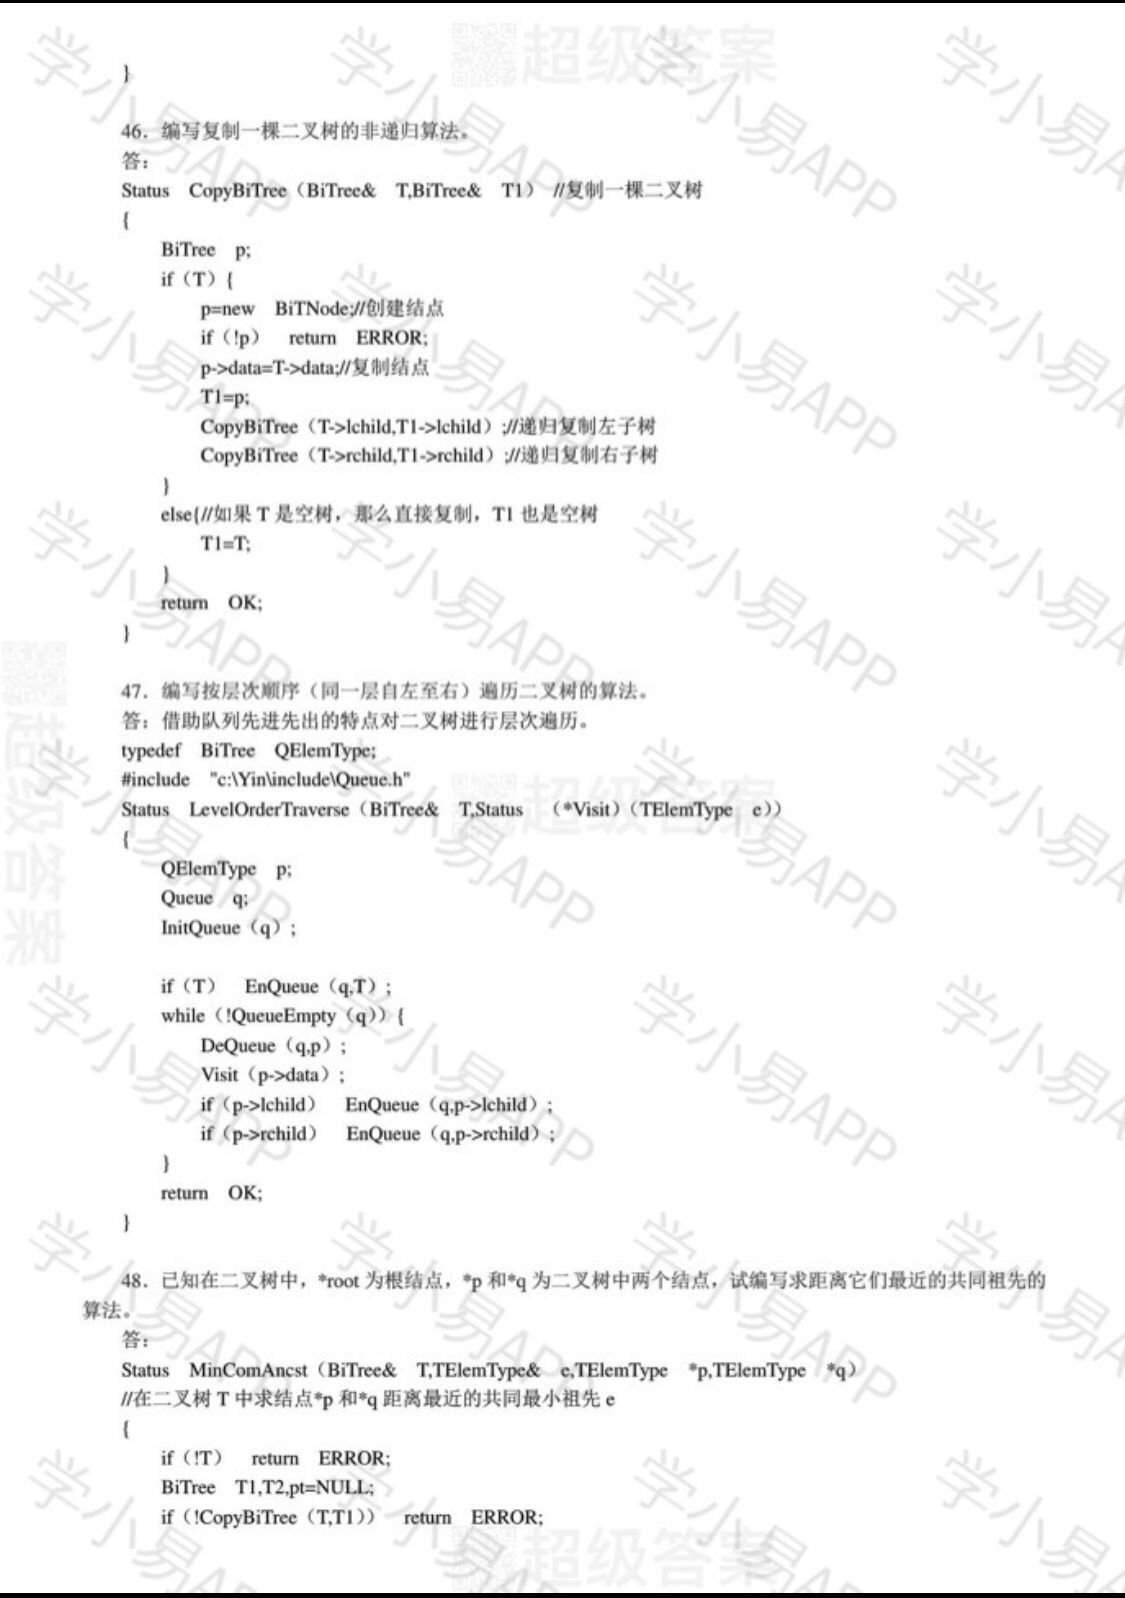 }
46．编写复制一棵二叉树的非递归算法。
答：
Status CopyBiTree（BiTree& T,BiTree& T1） //复制一棵二叉树
{
BiTree p;
if（T）{
p=new BiTNode;//创建结点
if（!p） return ERROR;
p->data=T->data;//复制结点
T1=p;
CopyBiTree（T->lchild,T1->lchild）;//递归复制左子树
CopyBiTree（T->rchild,T1->rchild）;//递归复制右子树
}
else{//如果 T 是空树，那么直接复制，T1 也是空树
T1=T;
}
return OK;
}
47．编写按层次顺序（同一层自左至右）遍历二叉树的算法。
答：借助队列先进先出的特点对二叉树进行层次遍历。
typedef BiTree QElemType;
#include "c:\Yin\include\Queue.h"
Status LevelOrderTraverse（BiTree& T,Status （*Visit）（TElemType e））
{
QElemType p;
Queue q;
InitQueue（q）;
if（T） EnQueue（q,T）;
while（!QueueEmpty（q））{
DeQueue（q,p）;
Visit（p->data）;
if（p->lchild） EnQueue（q,p->lchild）;
if（p->rchild） EnQueue（q,p->rchild）;
}
return OK;
}
48．已知在二叉树中，*root 为根结点，*p 和*q 为二叉树中两个结点，试编写求距离它们最近的共同祖先的
算法。
答：
Status MinComAncst（BiTree& T,TElemType& e,TElemType *p,TElemType *q）
//在二叉树 T 中求结点*p 和*q 距离最近的共同最小祖先 e
{
if（!T） return ERROR;
BiTree T1,T2,pt=NULL;
if（!CopyBiTree（T,T1）） return ERROR;
学小易APP
超级答案